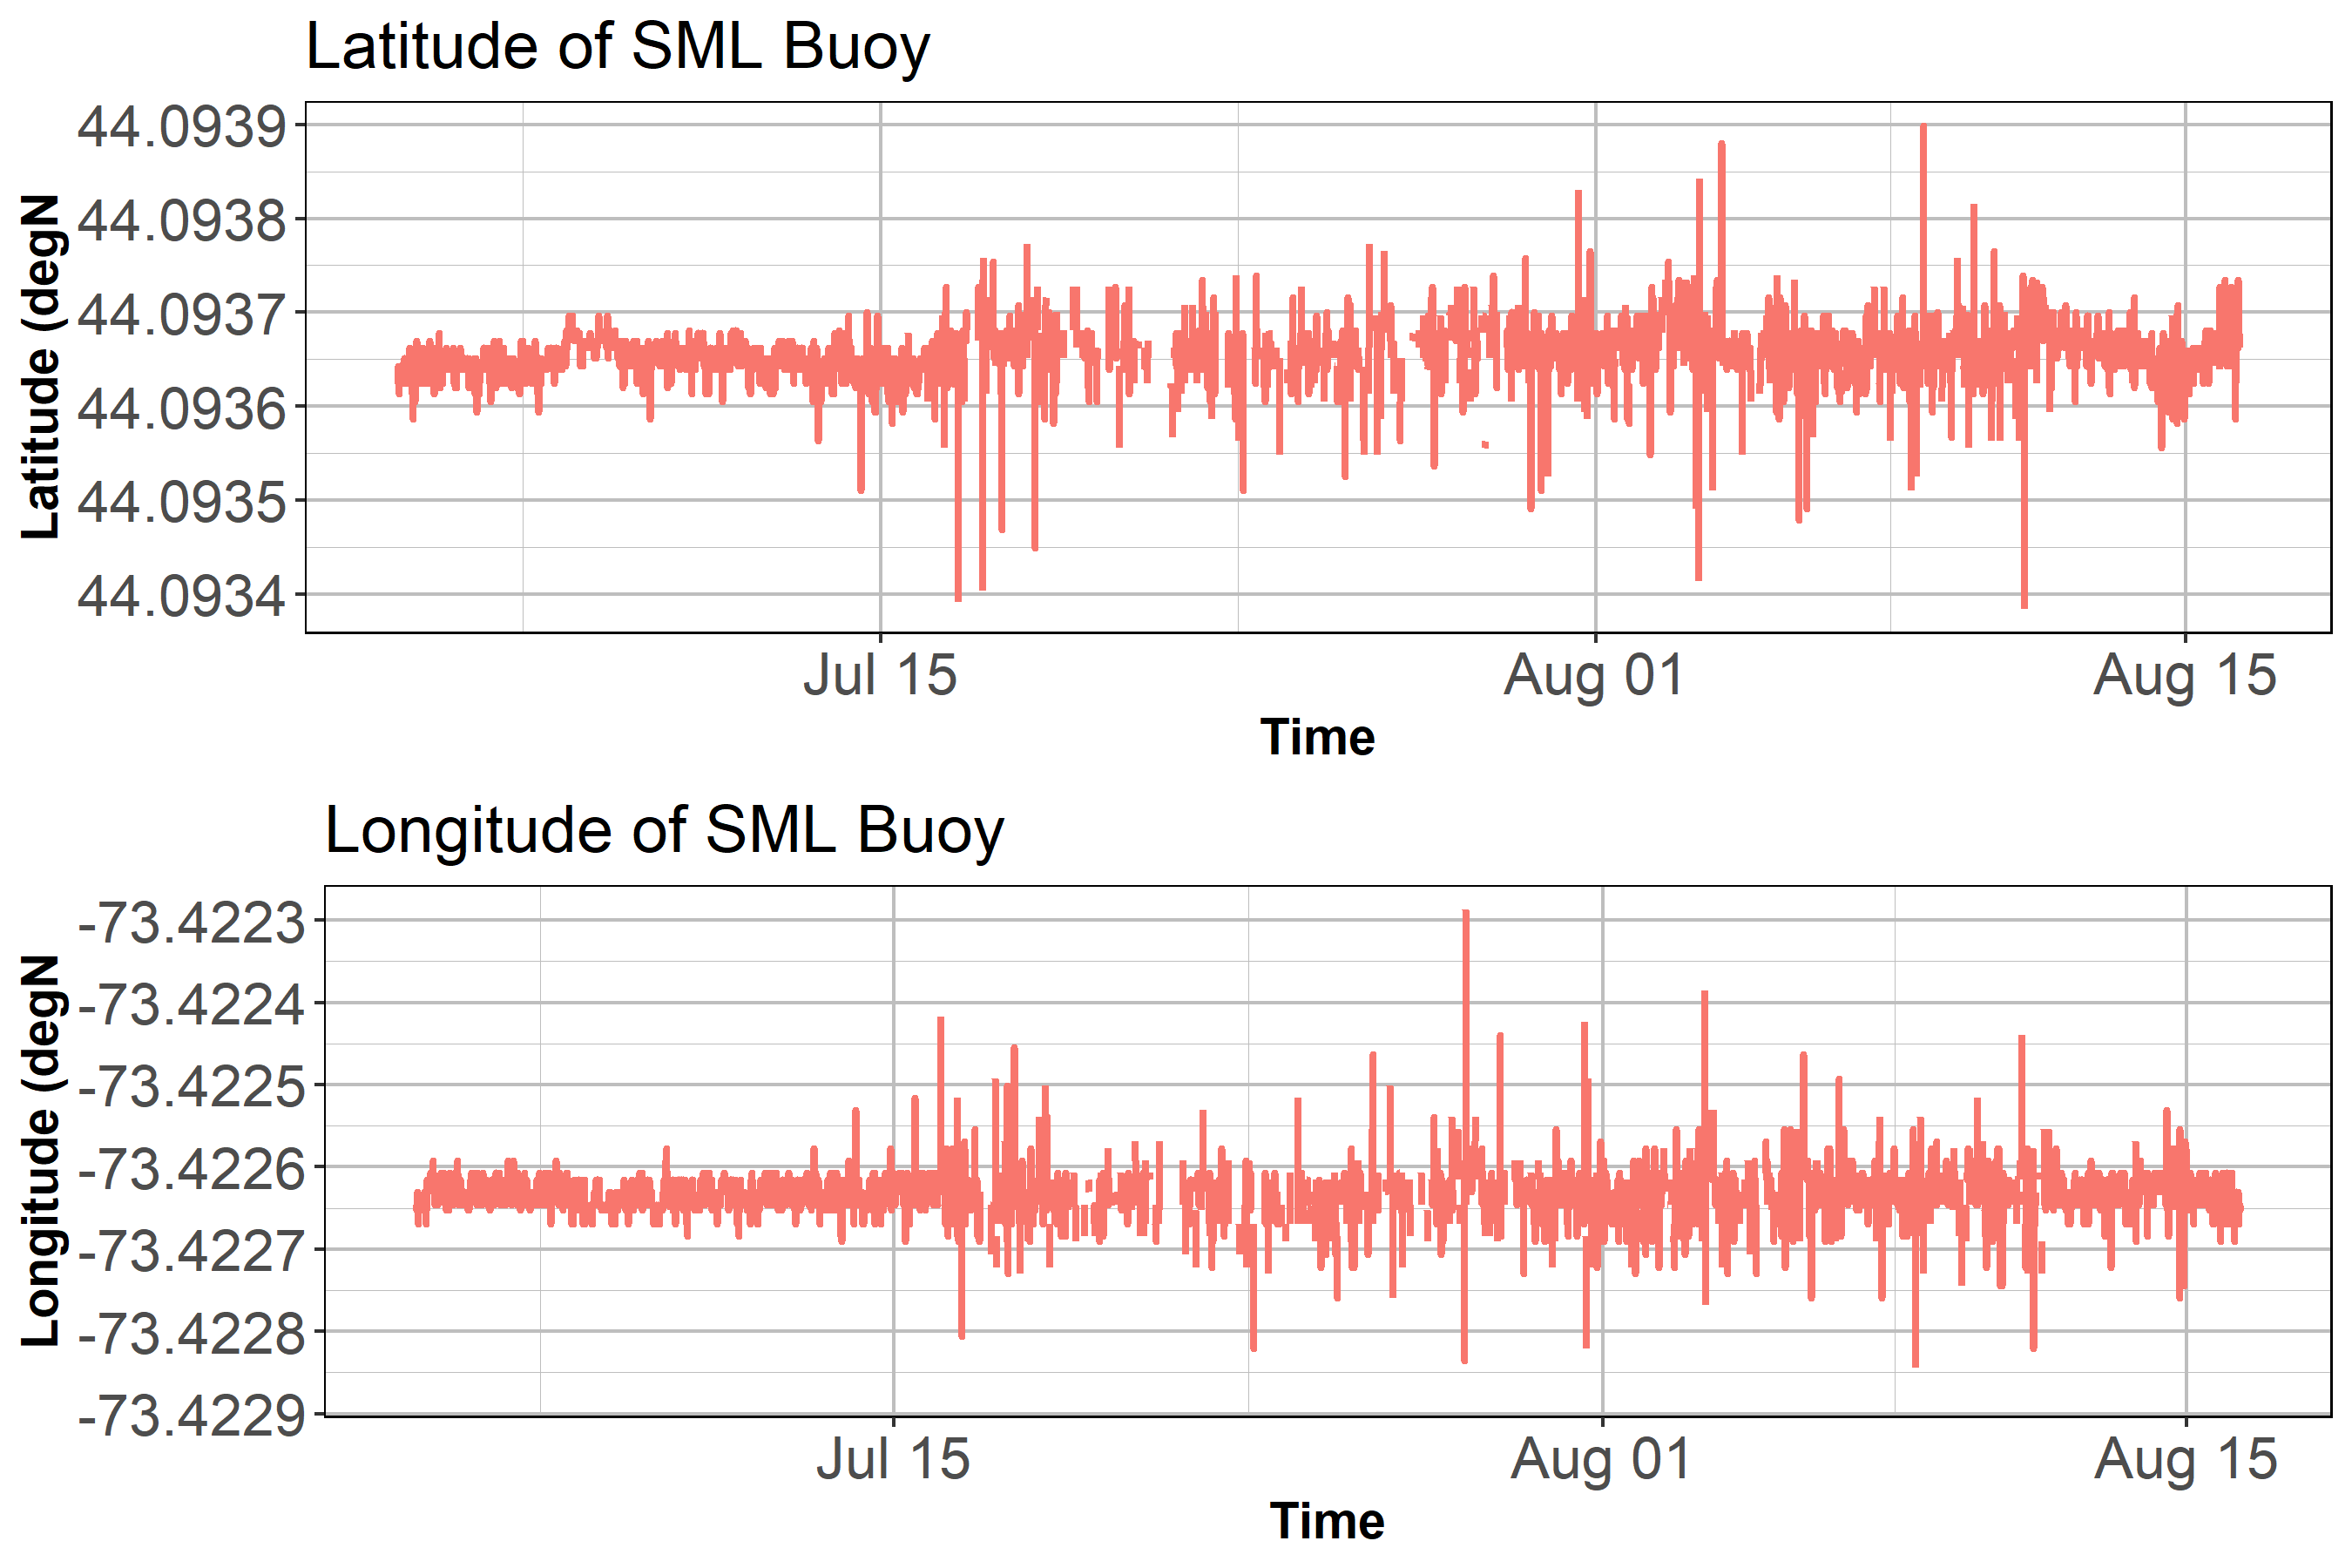 Latitude of SML Buoy
44.0939
44.0938
44.0937
44.0936
44.0935
44.0934
Latitude (degN
Jul 15
Aug 01
Aug 15
Time
Longitude of SML Buoy
-73.4223
-73.4224
-73.4225
-73.4226
-73.4227
-73.4228
-73.4229
Longitude (degN
Jul 15
Aug 01
Aug 15
Time